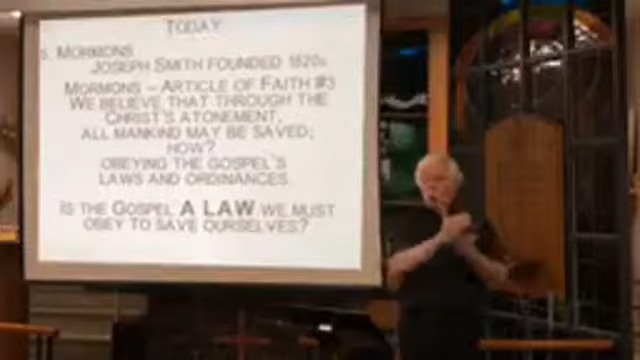 TODAY
5. MORMONS
JOSEPH SMITH FOUNDED 1820s
MORMONS – ARTICLE OF FAITH #3
WE BELIEVE THAT THROUGH THE
CHRIST'S ATONEMENT,
ALL MANKIND MAY BE SAVED;
HOW?
OBEYING THE GOSPEL'S
LAWS AND ORDINANCES.
IS THE GOSPEL A LAW WE MUST
OBEY TO SAVE OURSELVES?